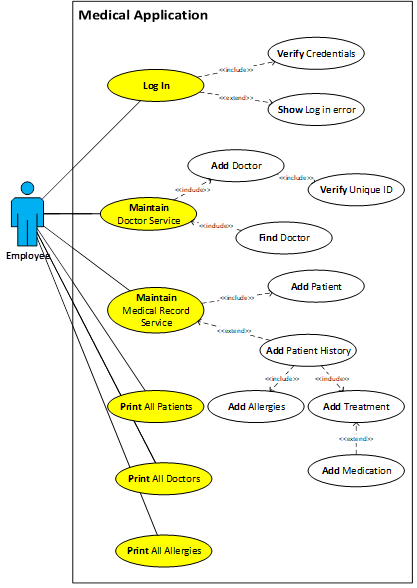 Medical Application
Verify Credentials
<<include>>
Log In
<<extend>>
Show Log in error
Add Doctor
<<include>>
<<include>>
Verify Unique ID
Maintain
Doctor Service
<<include>>
Find Doctor
Employee
Add Patient
<<include>>
Maintain
Medical Record
Service
<<extend>>
Add Patient History
<<include>>
<<include>>
Print All Patients
Add Allergies
Add Treatment
<<extend>>
Add Medication
Print All Doctors
Print All Allergies